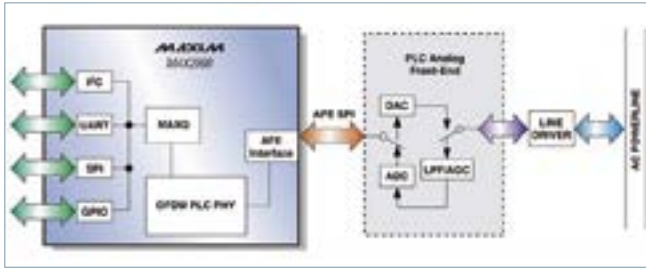 MAXIM
I²C
UART
SPI
GPIO
MAXQ
AFE
Interface
OFDM PLC PHY
AFE SPI
PLC Analog
Front-End
DAC
ADC
LPF/AGC
LINE
DRIVER
AC POWERLINE